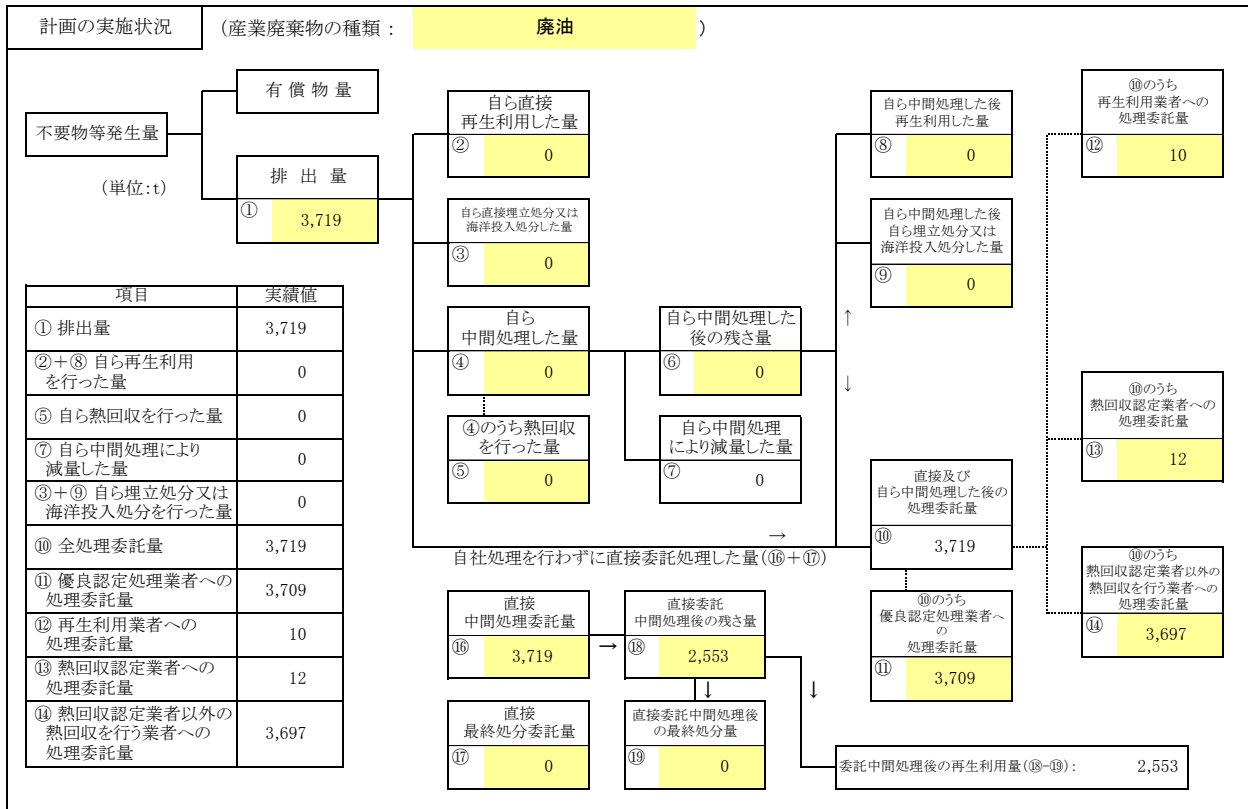 計画の実施状況
(産業廃棄物の種類： 廃油 )
有 償 物 量
不要物等発生量
(単位:t)
排 出 量
① 3,719
自ら直接
再生利用した量
② 0
自ら直接埋立処分又は
海洋投入処分した量
③ 0
自ら
中間処理した量
④ 0
④のうち熱回収
を行った量
⑤ 0
自ら中間処理した
後の残さ量
⑥ 0
自ら中間処理
により減量した量
⑦ 0
自ら中間処理した後
再生利用した量
⑧ 0
自ら中間処理した後
自ら埋立処分又は
海洋投入処分した量
⑨ 0
↑
↓
直接及び
自ら中間処理した後の
処理委託量
⑩ 3,719
→
自社処理を行わずに直接委託処理した量(⑯＋⑰)
⑩のうち
優良認定処理業者へ
の
処理委託量
⑪ 3,709
⑩のうち
再生利用業者への
処理委託量
⑫ 10
⑩のうち
熱回収認定業者への
処理委託量
⑬ 12
⑩のうち
熱回収認定業者以外の
熱回収を行う業者への
処理委託量
⑭ 3,697
直接
中間処理委託量
⑯ 3,719
→
直接委託
中間処理後の残さ量
⑱ 2,553
↓
↓
直接
最終処分委託量
⑰ 0
直接委託中間処理後
の最終処分量
⑲ 0
委託中間処理後の再生利用量(⑱-⑲)： 2,553
項目 実績値
① 排出量 3,719
②＋⑧ 自ら再生利用
を行った量 0
⑤ 自ら熱回収を行った量 0
⑦ 自ら中間処理により
減量した量 0
③＋⑨ 自ら埋立処分又は
海洋投入処分を行った量 0
⑩ 全処理委託量 3,719
⑪ 優良認定処理業者への
処理委託量 3,709
⑫ 再生利用業者への
処理委託量 10
⑬ 熱回収認定業者への
処理委託量 12
⑭ 熱回収認定業者以外の
熱回収を行う業者への
処理委託量 3,697